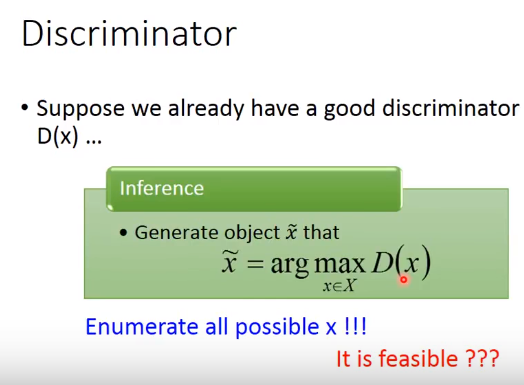 Discriminator
• Suppose we already have a good discriminator
D(x) ...
Inference
• Generate object x̃ that
x̃ = arg max D(x)
x∈X
Enumerate all possible x !!!
It is feasible ???